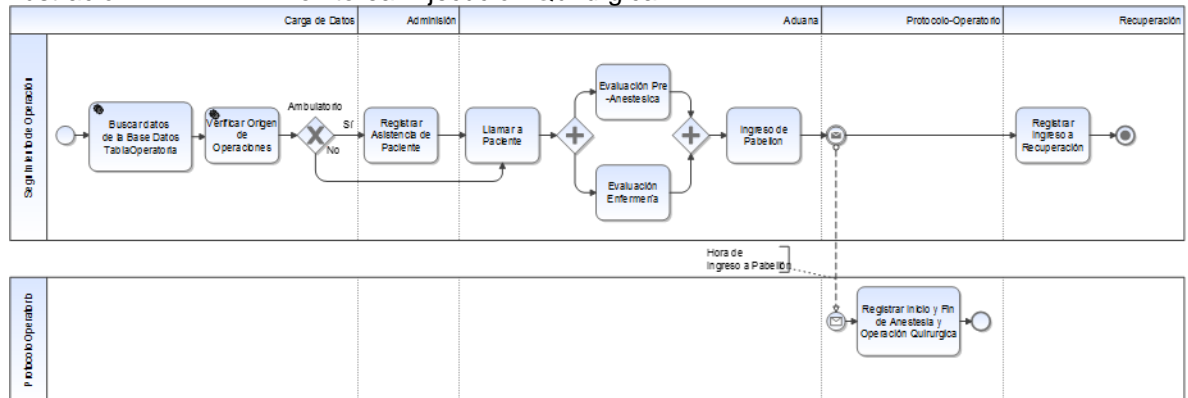 Carga de Datos
Adminisión
Aduana
Protocolo-Operatorio
Recuperación
Seguimiento de Operación
Buscar datos
de la Base Datos
TablaOperatoria
Verificar Origen
de
Operaciones
Ambulatorio
Sí
No
Registrar
Asistencia de
Paciente
Llamar a
Paciente
Evaluación Pre
-Anestesica
Evaluación
Enfermería
Ingreso de
Pabellon
Registrar
Ingreso a
Recuperación
Hora de
Ingreso a Pabellón
Protocolo Operatorio
Registrar Inicio y Fin
de Anestesia y
Operación Quirurgica